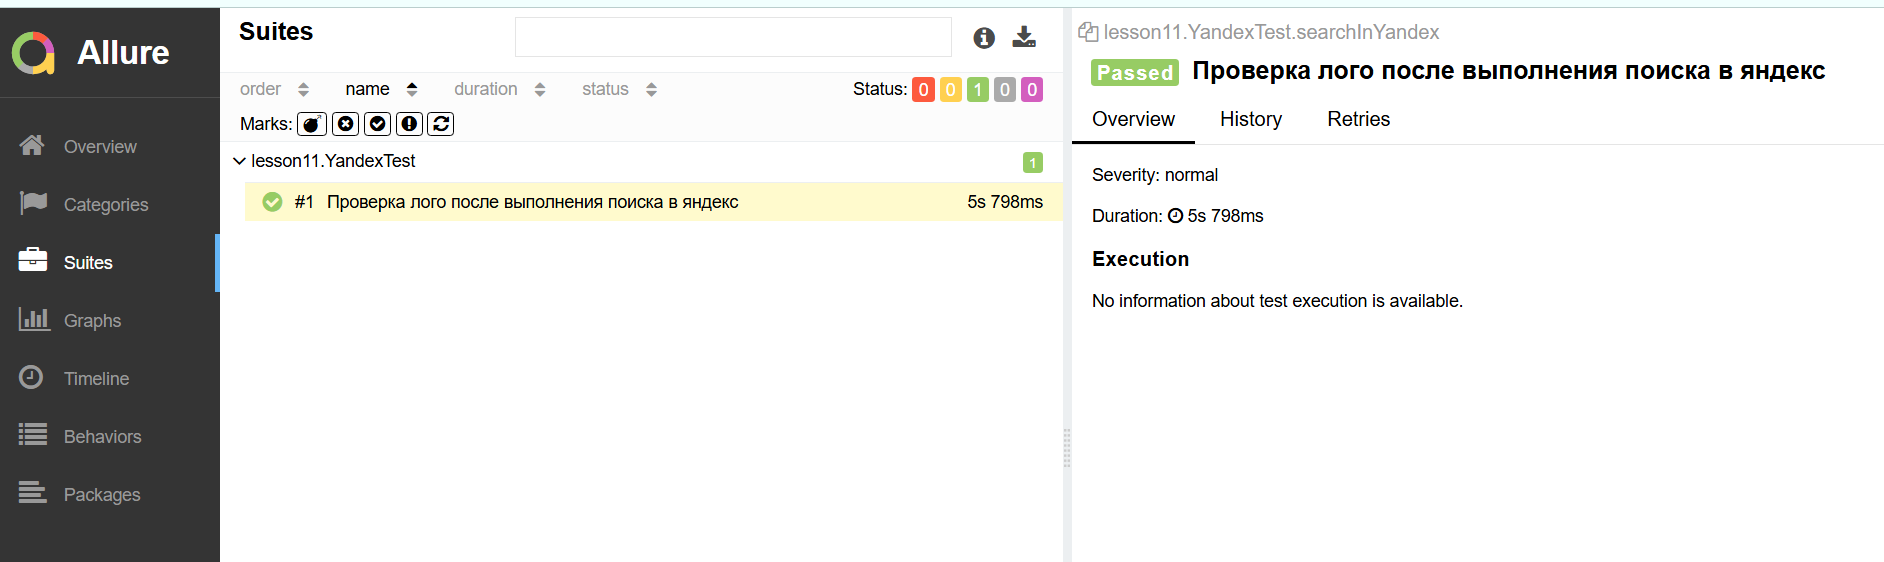 Allure
Overview
Categories
Suites
Graphs
Timeline
Behaviors
Packages
Suites
order name duration status Status: 0 0 1 0 0
Marks:
lesson11.YandexTest 1
#1 Проверка лого после выполнения поиска в яндекс 5s 798ms
lesson11.YandexTest.searchInYandex
Passed Проверка лого после выполнения поиска в яндекс
Overview History Retries
Severity: normal
Duration: 5s 798ms
Execution
No information about test execution is available.